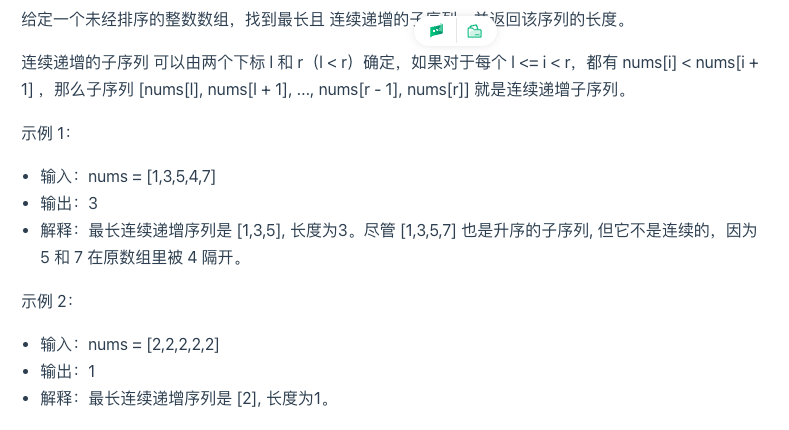 给定一个未经排序的整数数组，找到最长且 连续递增的子 并返回该序列的长度。
连续递增的子序列 可以由两个下标 l 和 r（l < r）确定，如果对于每个 l <= i < r，都有 nums[i] < nums[i +
1] ，那么子序列 [nums[l], nums[l + 1], ..., nums[r - 1], nums[r]] 就是连续递增子序列。
示例 1：
• 输入：nums = [1,3,5,4,7]
• 输出：3
• 解释：最长连续递增序列是 [1,3,5], 长度为3。尽管 [1,3,5,7] 也是升序的子序列, 但它不是连续的，因为
5 和 7 在原数组里被 4 隔开。
示例 2：
• 输入：nums = [2,2,2,2,2]
• 输出：1
• 解释：最长连续递增序列是 [2], 长度为1。